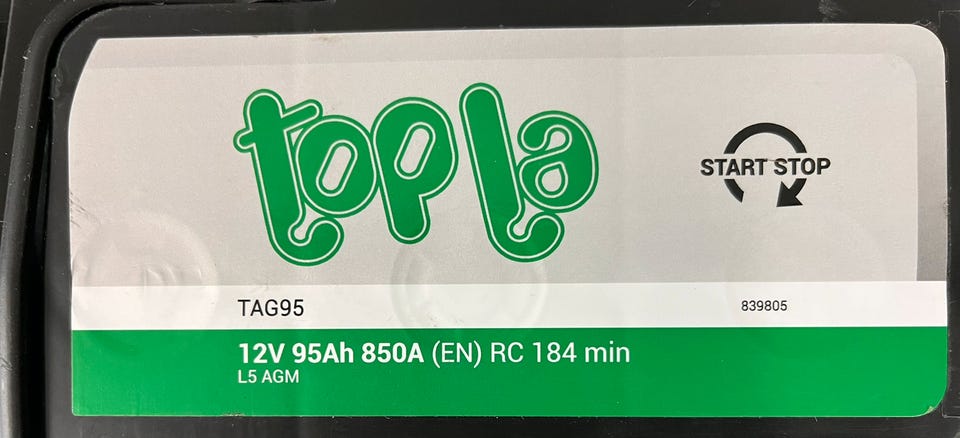 topla
START STOP
TAG95
839805
12V 95Ah 850A (EN) RC 184 min
L5 AGM